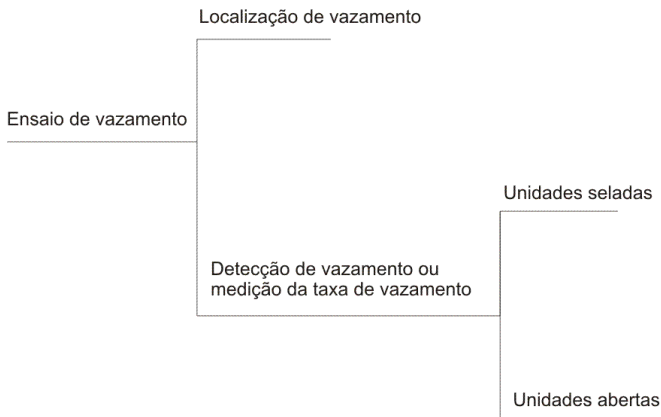 Localização de vazamento
Ensaio de vazamento
Unidades seladas
Detecção de vazamento ou
medição da taxa de vazamento
Unidades abertas